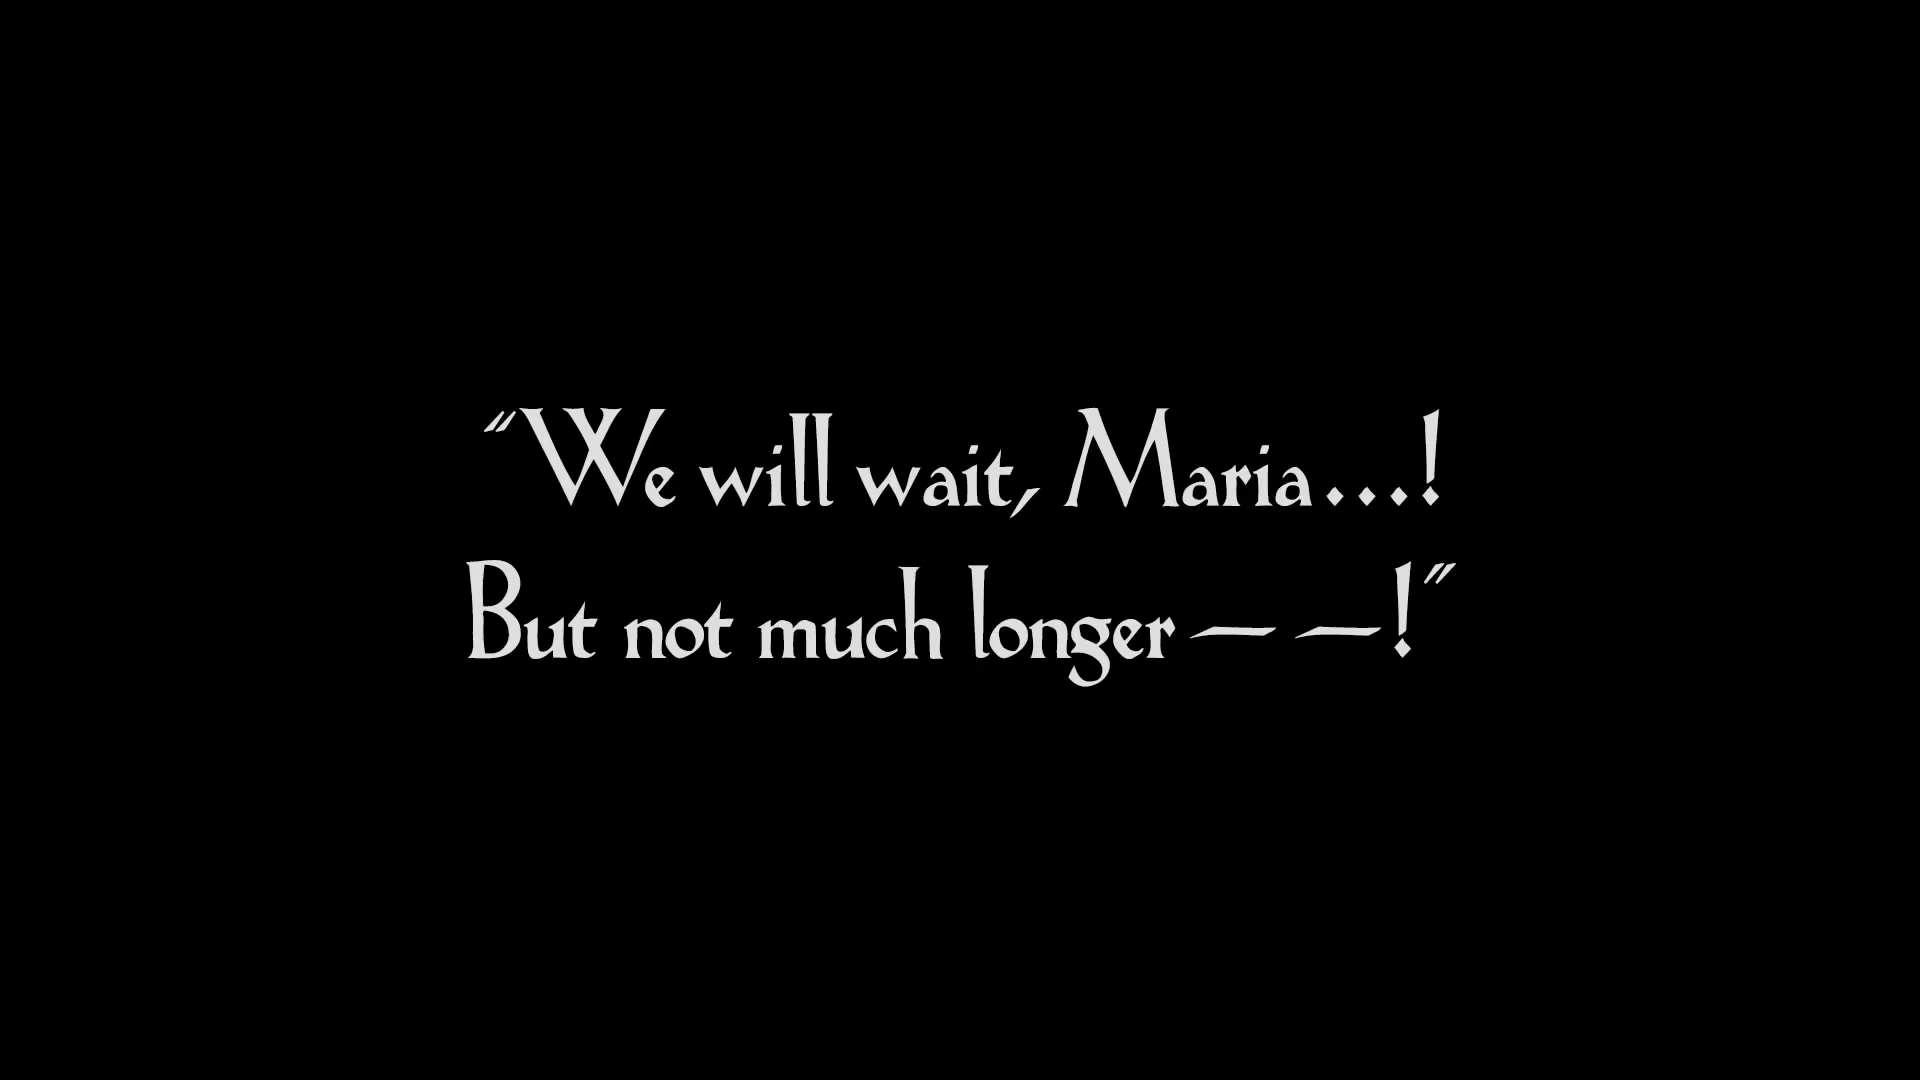 “We will wait, Maria...!
But not much longer — —!”